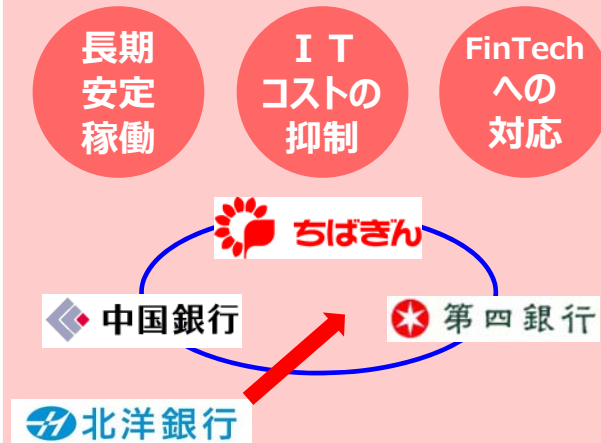 長期
安定
稼働
ＩＴ
コストの
抑制
FinTech
への
対応
ちばぎん
中国銀行
第四銀行
北洋銀行